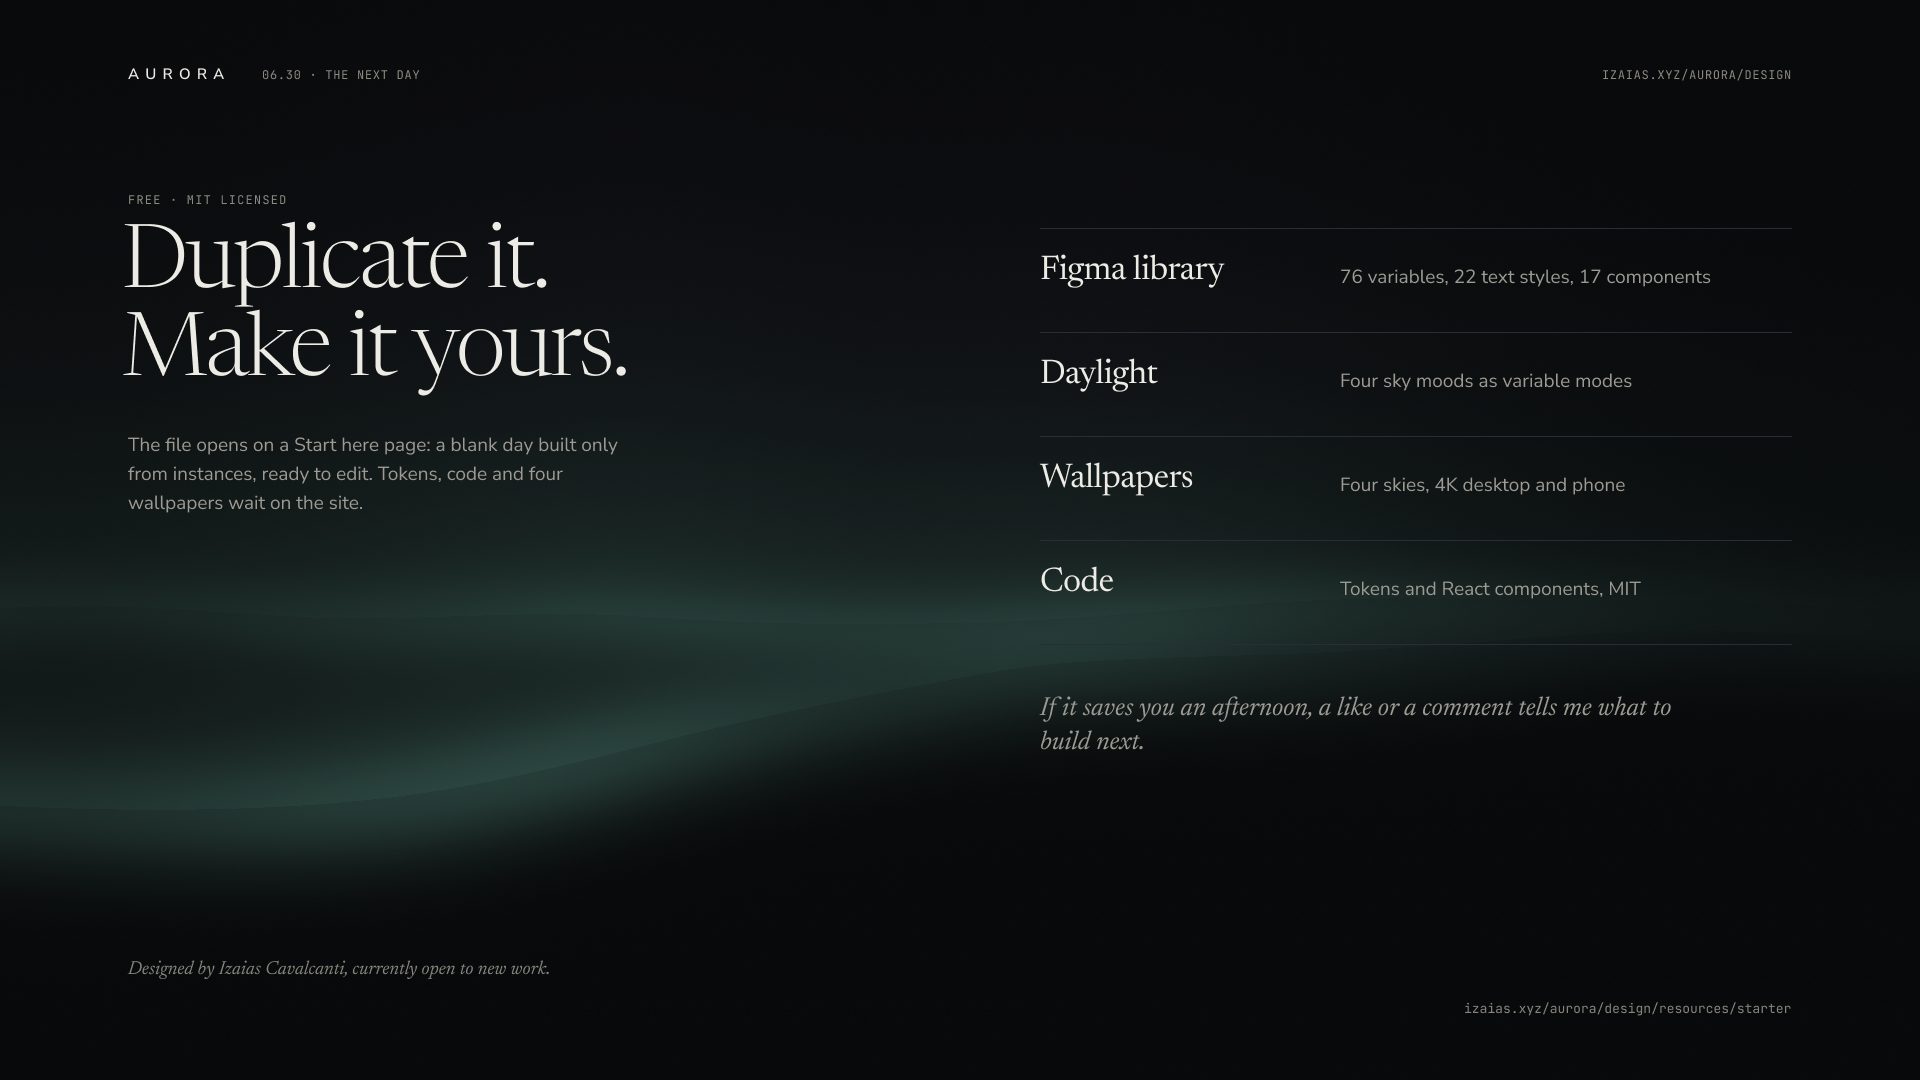 AURORA 06.30 · THE NEXT DAY
IZAIAS.XYZ/AURORA/DESIGN
FREE · MIT LICENSED
Duplicate it.
Make it yours.
The file opens on a Start here page: a blank day built only
from instances, ready to edit. Tokens, code and four
wallpapers wait on the site.
Figma library 76 variables, 22 text styles, 17 components
Daylight Four sky moods as variable modes
Wallpapers Four skies, 4K desktop and phone
Code Tokens and React components, MIT
If it saves you an afternoon, a like or a comment tells me what to
build next.
Designed by Izaias Cavalcanti, currently open to new work.
izaias.xyz/aurora/design/resources/starter